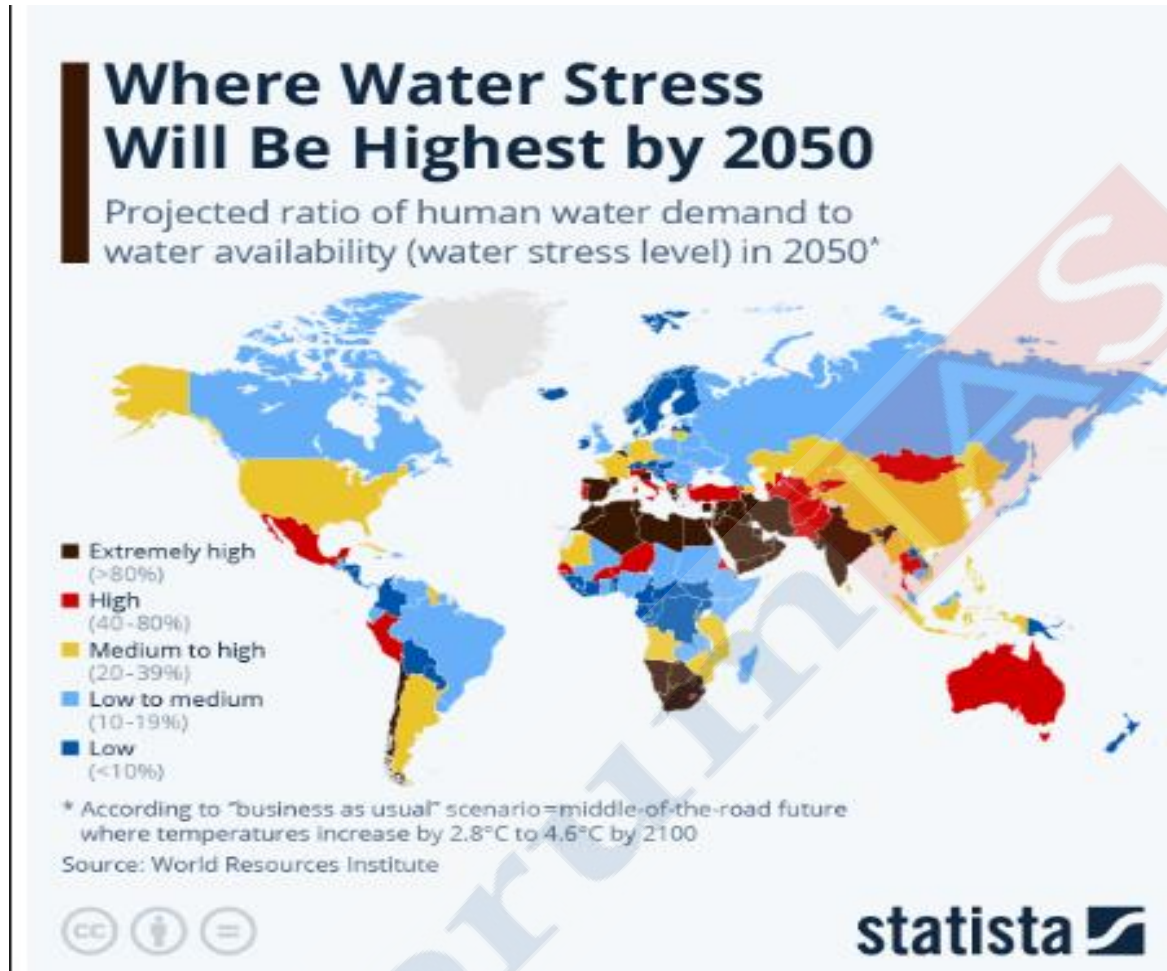 Where Water Stress
Will Be Highest by 2050
Projected ratio of human water demand to
water availability (water stress level) in 2050*
Extremely high
(>80%)
High
(40-80%)
Medium to high
(20-39%)
Low to medium
(10-19%)
Low
(<10%)
* According to "business as usual" scenario=middle-of-the-road future
where temperatures increase by 2.8°C to 4.6°C by 2100
Source: World Resources Institute
cc
statista